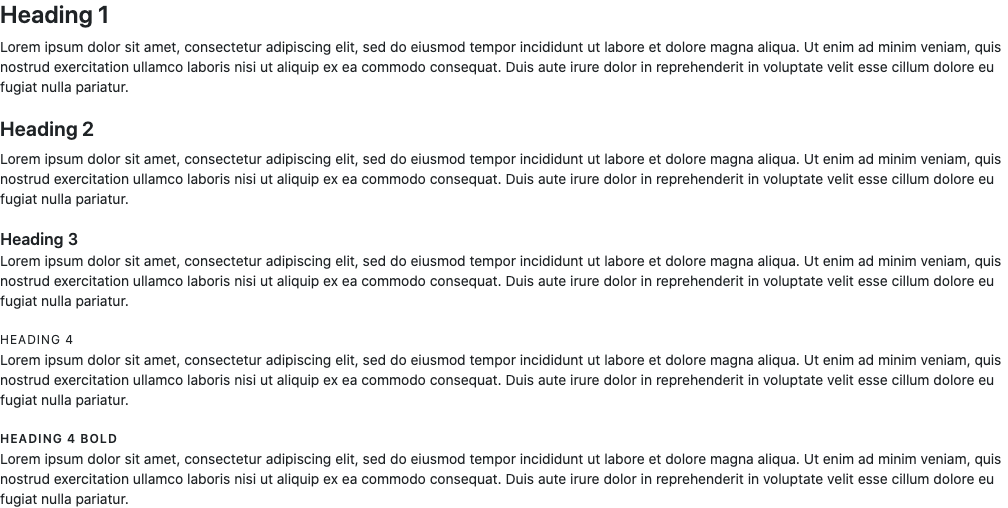 Heading 1
Lorem ipsum dolor sit amet, consectetur adipiscing elit, sed do eiusmod tempor incididunt ut labore et dolore magna aliqua. Ut enim ad minim veniam, quis
nostrud exercitation ullamco laboris nisi ut aliquip ex ea commodo consequat. Duis aute irure dolor in reprehenderit in voluptate velit esse cillum dolore eu
fugiat nulla pariatur.
Heading 2
Lorem ipsum dolor sit amet, consectetur adipiscing elit, sed do eiusmod tempor incididunt ut labore et dolore magna aliqua. Ut enim ad minim veniam, quis
nostrud exercitation ullamco laboris nisi ut aliquip ex ea commodo consequat. Duis aute irure dolor in reprehenderit in voluptate velit esse cillum dolore eu
fugiat nulla pariatur.
Heading 3
Lorem ipsum dolor sit amet, consectetur adipiscing elit, sed do eiusmod tempor incididunt ut labore et dolore magna aliqua. Ut enim ad minim veniam, quis
nostrud exercitation ullamco laboris nisi ut aliquip ex ea commodo consequat. Duis aute irure dolor in reprehenderit in voluptate velit esse cillum dolore eu
fugiat nulla pariatur.
HEADING 4
Lorem ipsum dolor sit amet, consectetur adipiscing elit, sed do eiusmod tempor incididunt ut labore et dolore magna aliqua. Ut enim ad minim veniam, quis
nostrud exercitation ullamco laboris nisi ut aliquip ex ea commodo consequat. Duis aute irure dolor in reprehenderit in voluptate velit esse cillum dolore eu
fugiat nulla pariatur.
HEADING 4 BOLD
Lorem ipsum dolor sit amet, consectetur adipiscing elit, sed do eiusmod tempor incididunt ut labore et dolore magna aliqua. Ut enim ad minim veniam, quis
nostrud exercitation ullamco laboris nisi ut aliquip ex ea commodo consequat. Duis aute irure dolor in reprehenderit in voluptate velit esse cillum dolore eu
fugiat nulla pariatur.